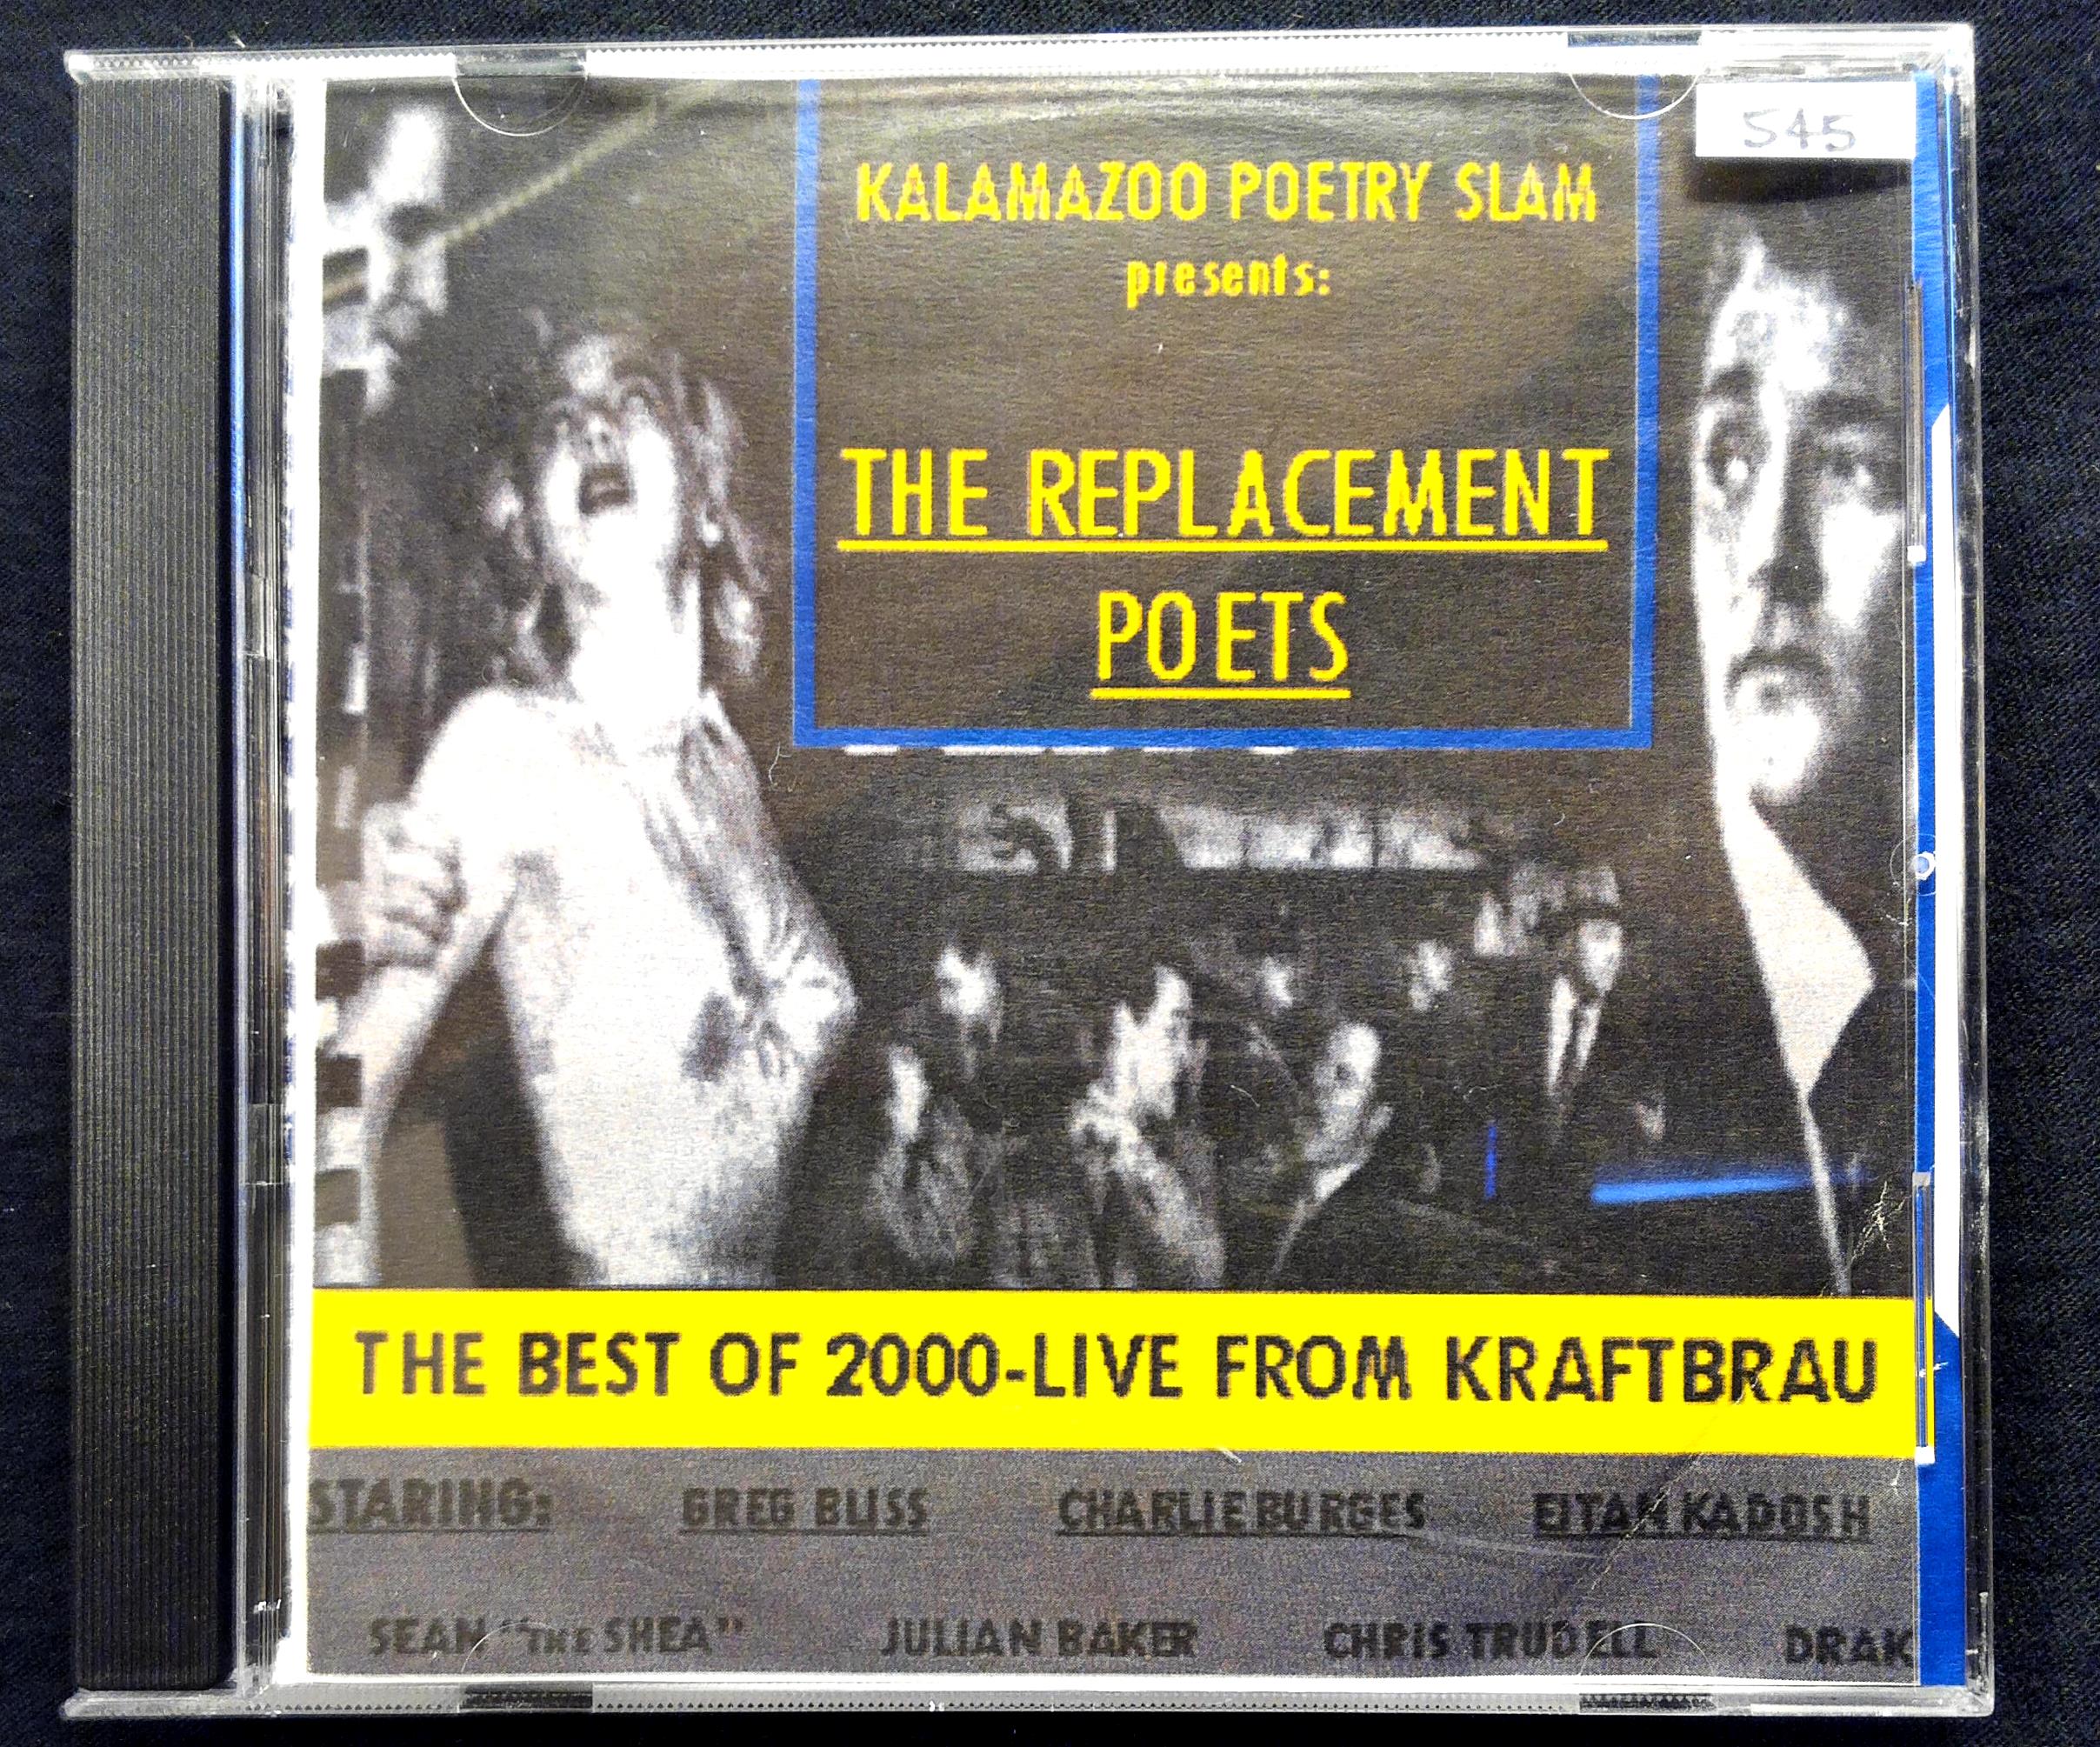 545
KALAMAZOO POETRY SLAM
presents:
THE REPLACEMENT
POETS
THE BEST OF 2000-LIVE FROM KRAFTBRAU
STARING: GREG BLISS CHARLIE BURGES EITAN KADOSH
SEAN "THE SHEA" JULIAN BAKER CHRIS TRUDELL DRAK